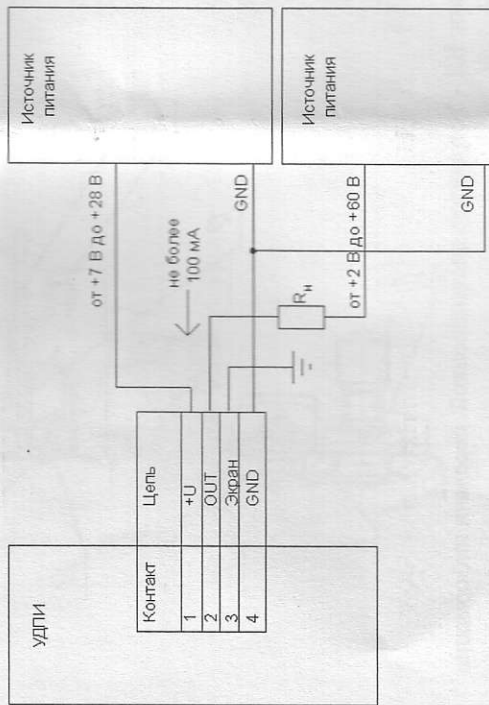 УДПИ
Контакт Цепь
1 +U
2 OUT
3 Экран
4 GND
от +7 В до +28 В
не более
100 мА
GND
Rн
от +2 В до +60 В
GND
Источник
питания
Источник
питания